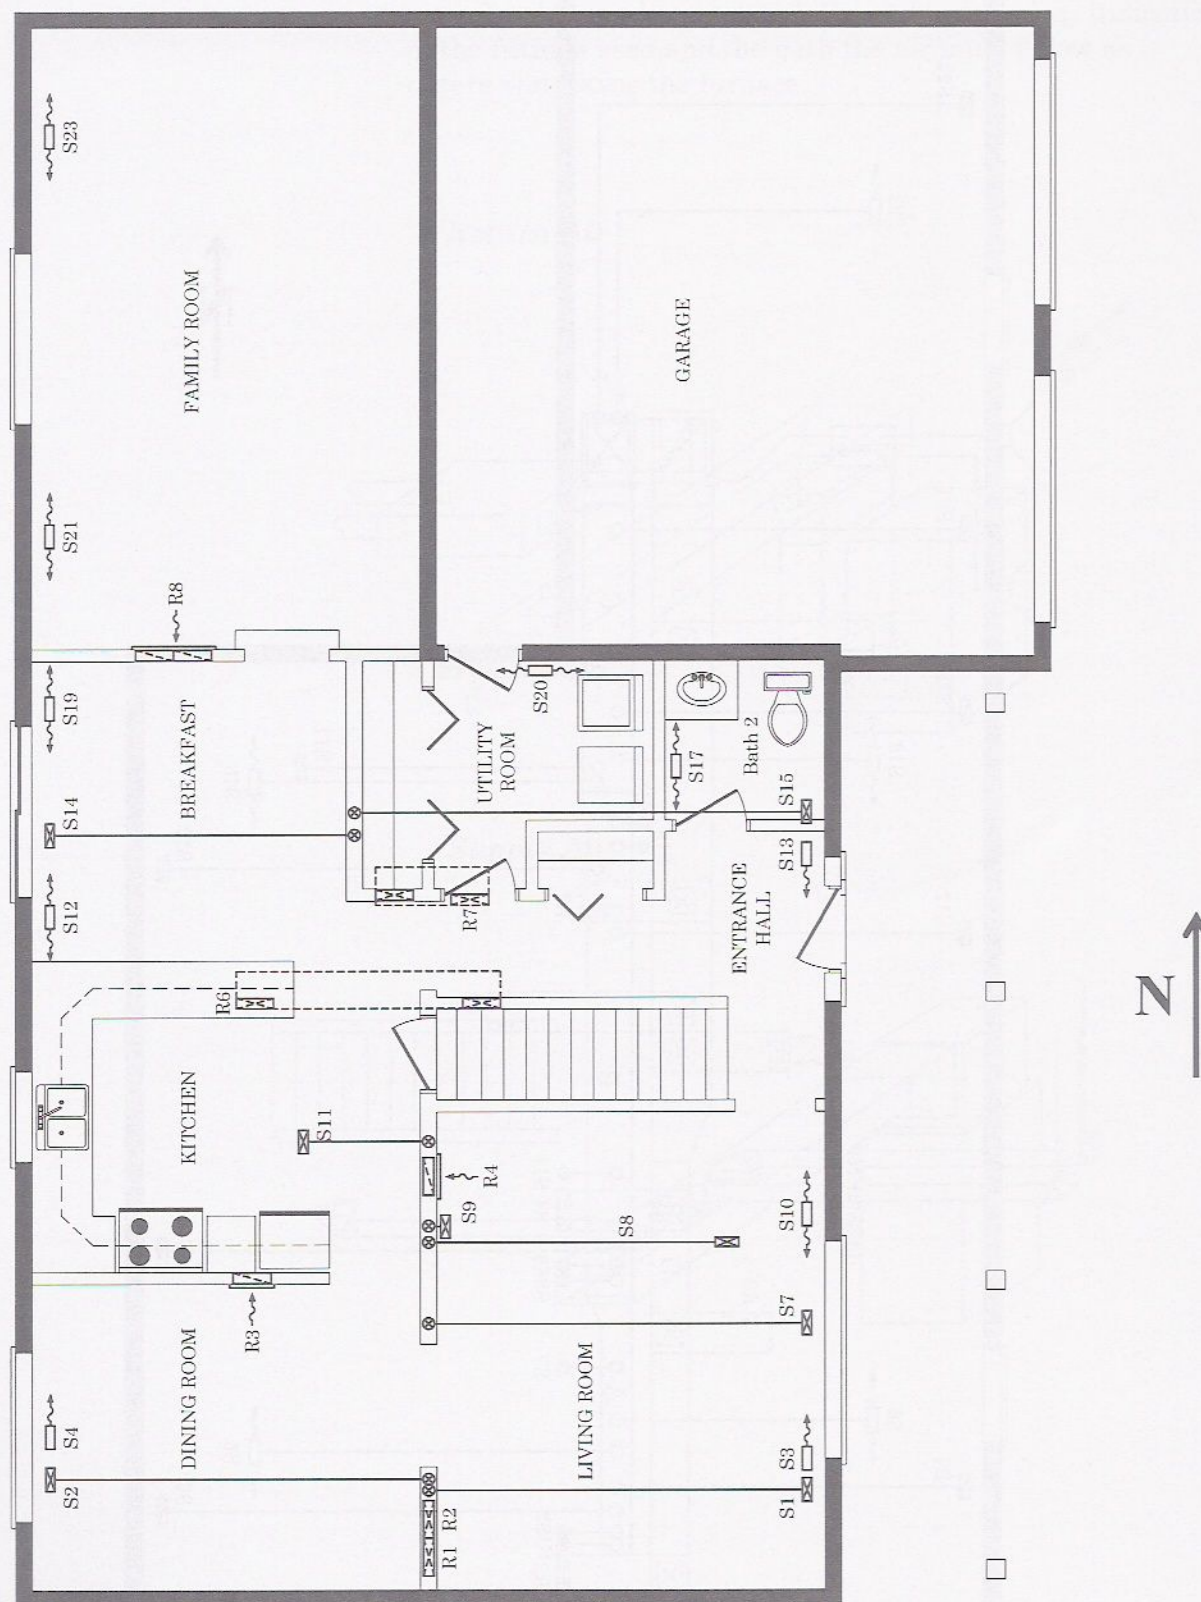 S23
FAMILY ROOM
GARAGE
S21
R8
S19
BREAKFAST
S14
S12
UTILITY
ROOM
S20
S17
Bath 2
S15
S13
R7
ENTRANCE
HALL
R6
KITCHEN
S11
R4
S9
S8
S10
S7
R3
DINING ROOM
LIVING ROOM
S4
S2
S3
S1
R1
R2
N